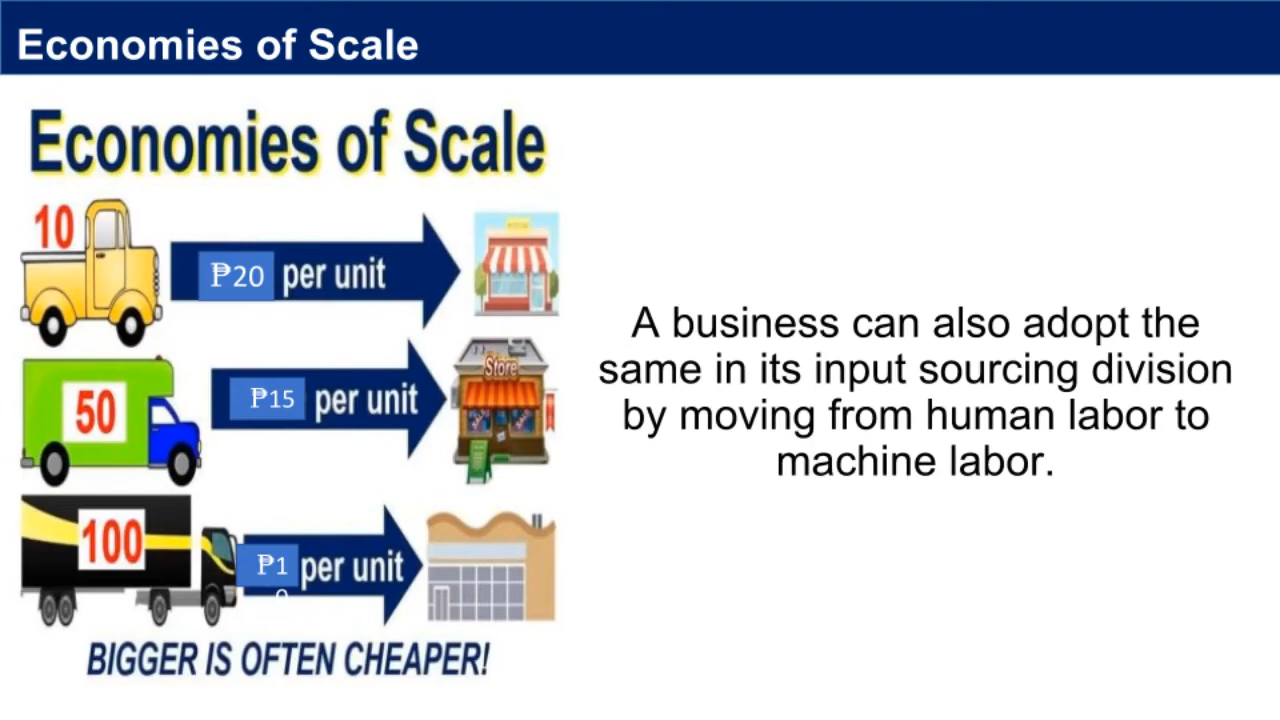 Economies of Scale
Economies of Scale
10
₱20 per unit
Store
50
₱15 per unit
100
₱1 per unit
0
BIGGER IS OFTEN CHEAPER!
A business can also adopt the
same in its input sourcing division
by moving from human labor to
machine labor.